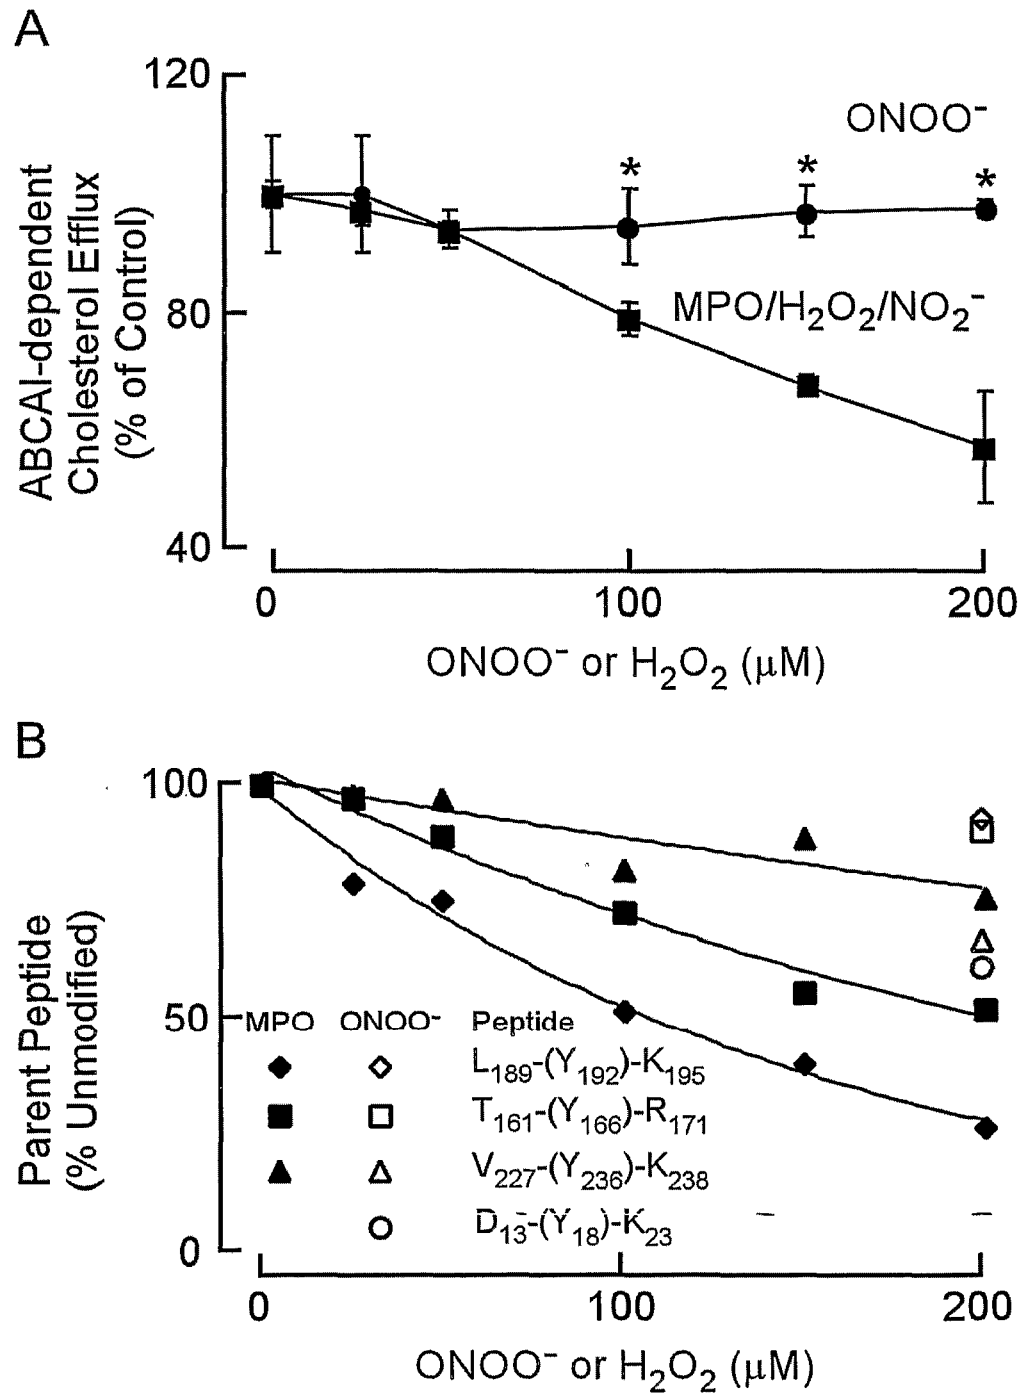 A
120
80
40
ABCAI-dependent
Cholesterol Efflux
(% of Control)
ONOO⁻
* * *
MPO/H₂O₂/NO₂⁻
0 100 200
ONOO⁻ or H₂O₂ (μM)
B
100
50
0
Parent Peptide
(% Unmodified)
MPO ONOO⁻ Peptide
L₁₈₉-(Y₁₉₂)-K₁₉₅
T₁₆₁-(Y₁₆₆)-R₁₇₁
V₂₂₇-(Y₂₃₆)-K₂₃₈
D₁₃-(Y₁₈)-K₂₃
0 100 200
ONOO⁻ or H₂O₂ (μM)